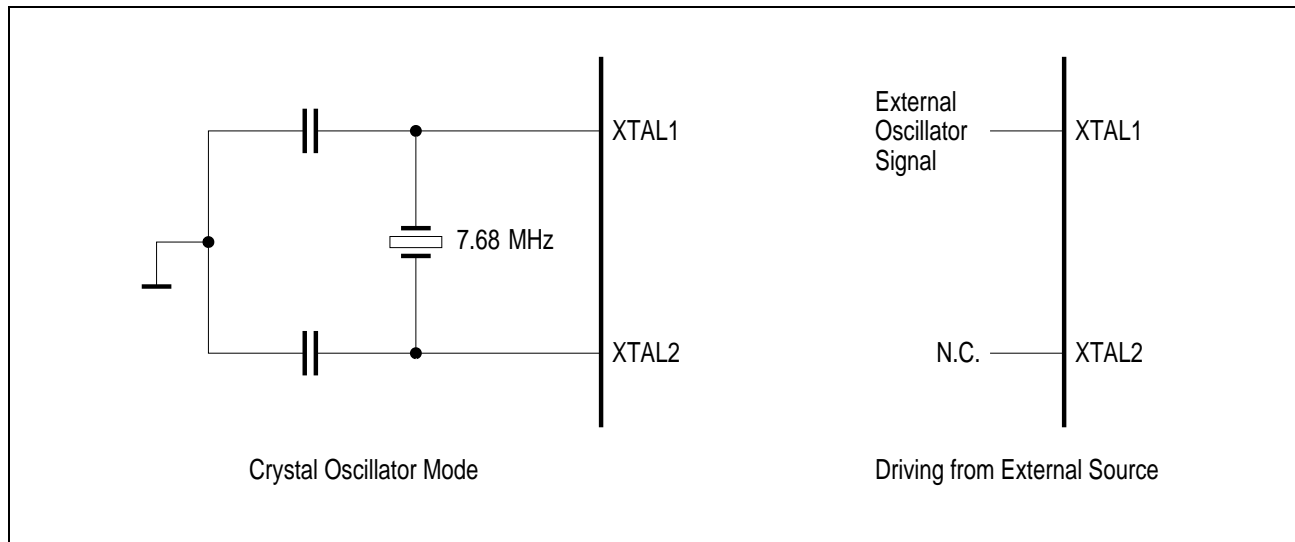 XTAL1
7.68 MHz
XTAL2
Crystal Oscillator Mode
External
Oscillator
Signal
XTAL1
N.C.
XTAL2
Driving from External Source